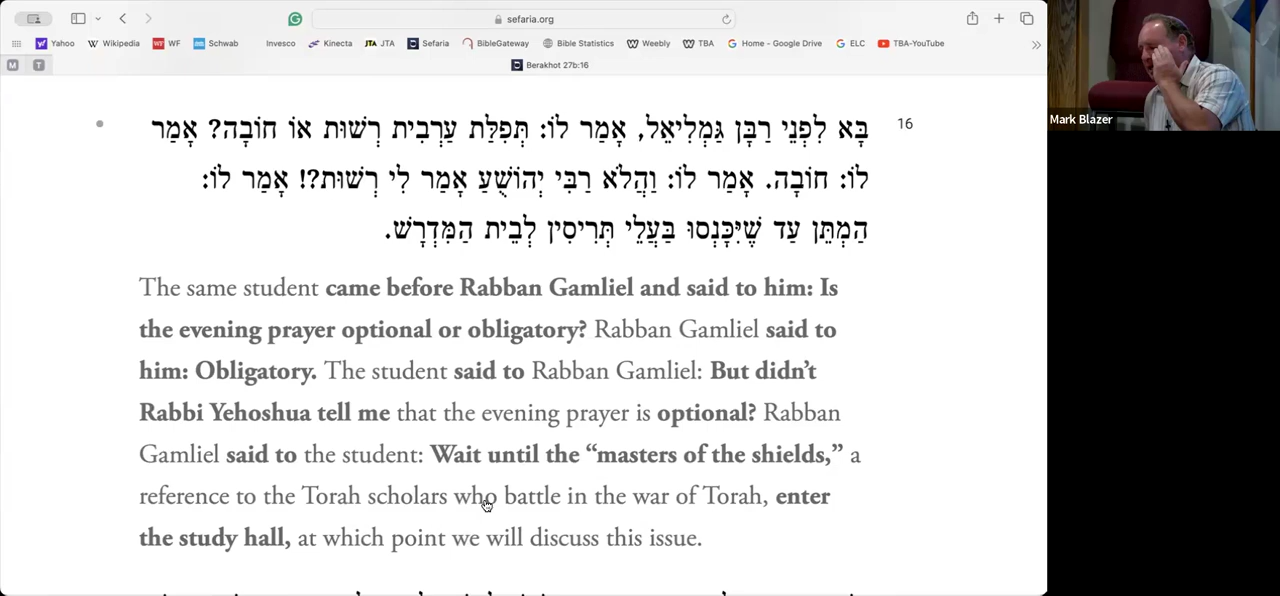 sefaria.org
Yahoo
Wikipedia
WF
Schwab
Invesco
Kinecta
JTA JTA
Sefaria
BibleGateway
Bible Statistics
Weebly
TBA
Home - Google Drive
ELC
TBA-YouTube
M
T
Berakhot 27b:16
Mark Blazer
16
בָּא לִפְנֵי רַבָּן גַּמְלִיאֵל, אָמַר לוֹ: תְּפִלַּת עַרְבִית רְשׁוּת אוֹ חוֹבָה? אָמַר
לוֹ: חוֹבָה. אָמַר לוֹ: וַהֲלֹא רַבִּי יְהוֹשֻׁעַ אָמַר לִי רְשׁוּת?! אָמַר לוֹ:
הַמְתֵּן עַד שֶׁיִּכָּנְסוּ בַּעֲלֵי תְּרִיסִין לְבֵית הַמִּדְרָשׁ.
The same student came before Rabban Gamliel and said to him: Is
the evening prayer optional or obligatory? Rabban Gamliel said to
him: Obligatory. The student said to Rabban Gamliel: But didn’t
Rabbi Yehoshua tell me that the evening prayer is optional? Rabban
Gamliel said to the student: Wait until the “masters of the shields,” a
reference to the Torah scholars who battle in the war of Torah, enter
the study hall, at which point we will discuss this issue.